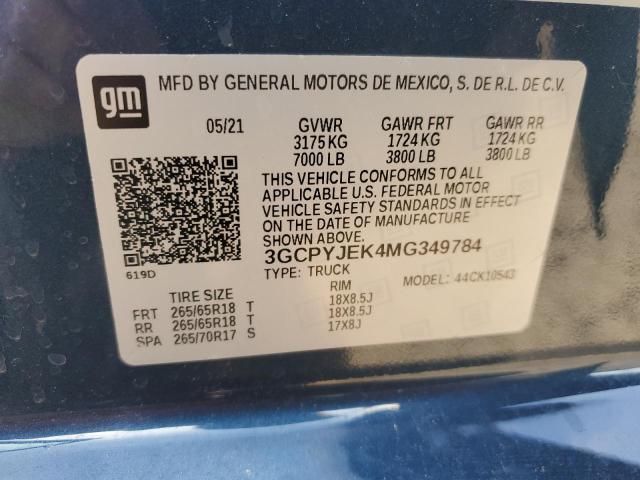 gm
MFD BY GENERAL MOTORS DE MEXICO, S. DE R.L. DE C.V.
05/21 GVWR GAWR FRT GAWR RR
3175 KG 1724 KG 1724 KG
7000 LB 3800 LB 3800 LB
THIS VEHICLE CONFORMS TO ALL
APPLICABLE U.S. FEDERAL MOTOR
VEHICLE SAFETY STANDARDS IN EFFECT
ON THE DATE OF MANUFACTURE
SHOWN ABOVE.
3GCPYJEK4MG349784
619D
TYPE: TRUCK MODEL: 44CK10543
TIRE SIZE RIM
FRT 265/65R18 T 18X8.5J
RR 265/65R18 T 18X8.5J
SPA 265/70R17 S 17X8J